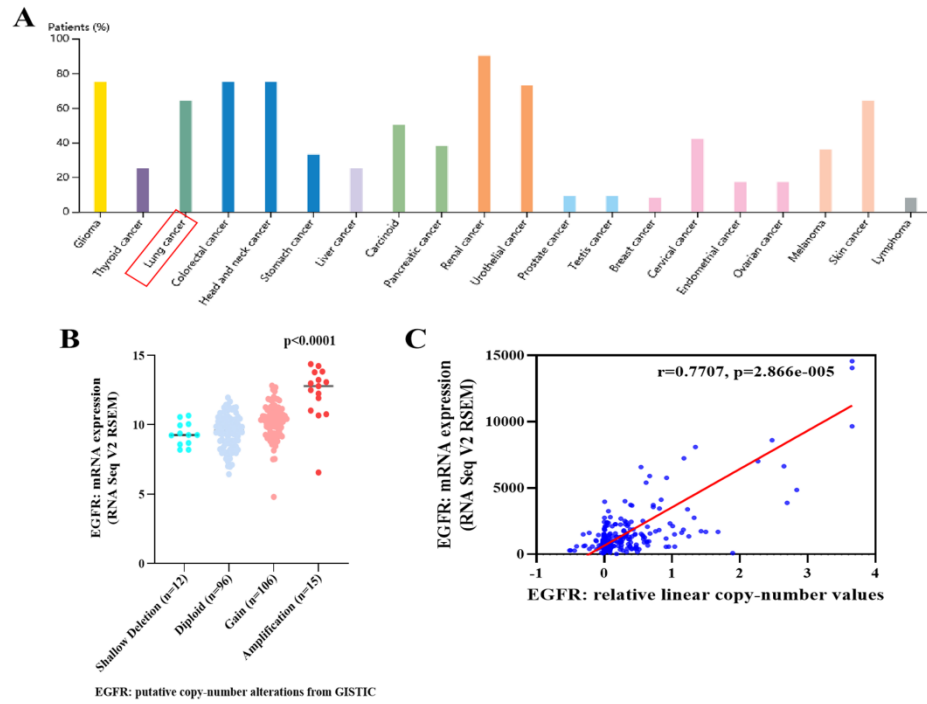 A
Patients (%)
100
80
60
40
20
0
Glioma
Thyroid cancer
Lung cancer
Colorectal cancer
Head and neck cancer
Stomach cancer
Liver cancer
Carcinoid
Pancreatic cancer
Renal cancer
Urothelial cancer
Prostate cancer
Testis cancer
Breast cancer
Cervical cancer
Endometrial cancer
Ovarian cancer
Melanoma
Skin cancer
Lymphoma
B
p<0.0001
EGFR: mRNA expression
(RNA Seq V2 RSEM)
15
10
5
0
Shallow Deletion (n=12)
Diploid (n=96)
Gain (n=106)
Amplification (n=15)
EGFR: putative copy-number alterations from GISTIC
C
r=0.7707, p=2.866e-005
EGFR: mRNA expression
(RNA Seq V2 RSEM)
15000
10000
5000
0
-1
0
1
2
3
4
EGFR: relative linear copy-number values